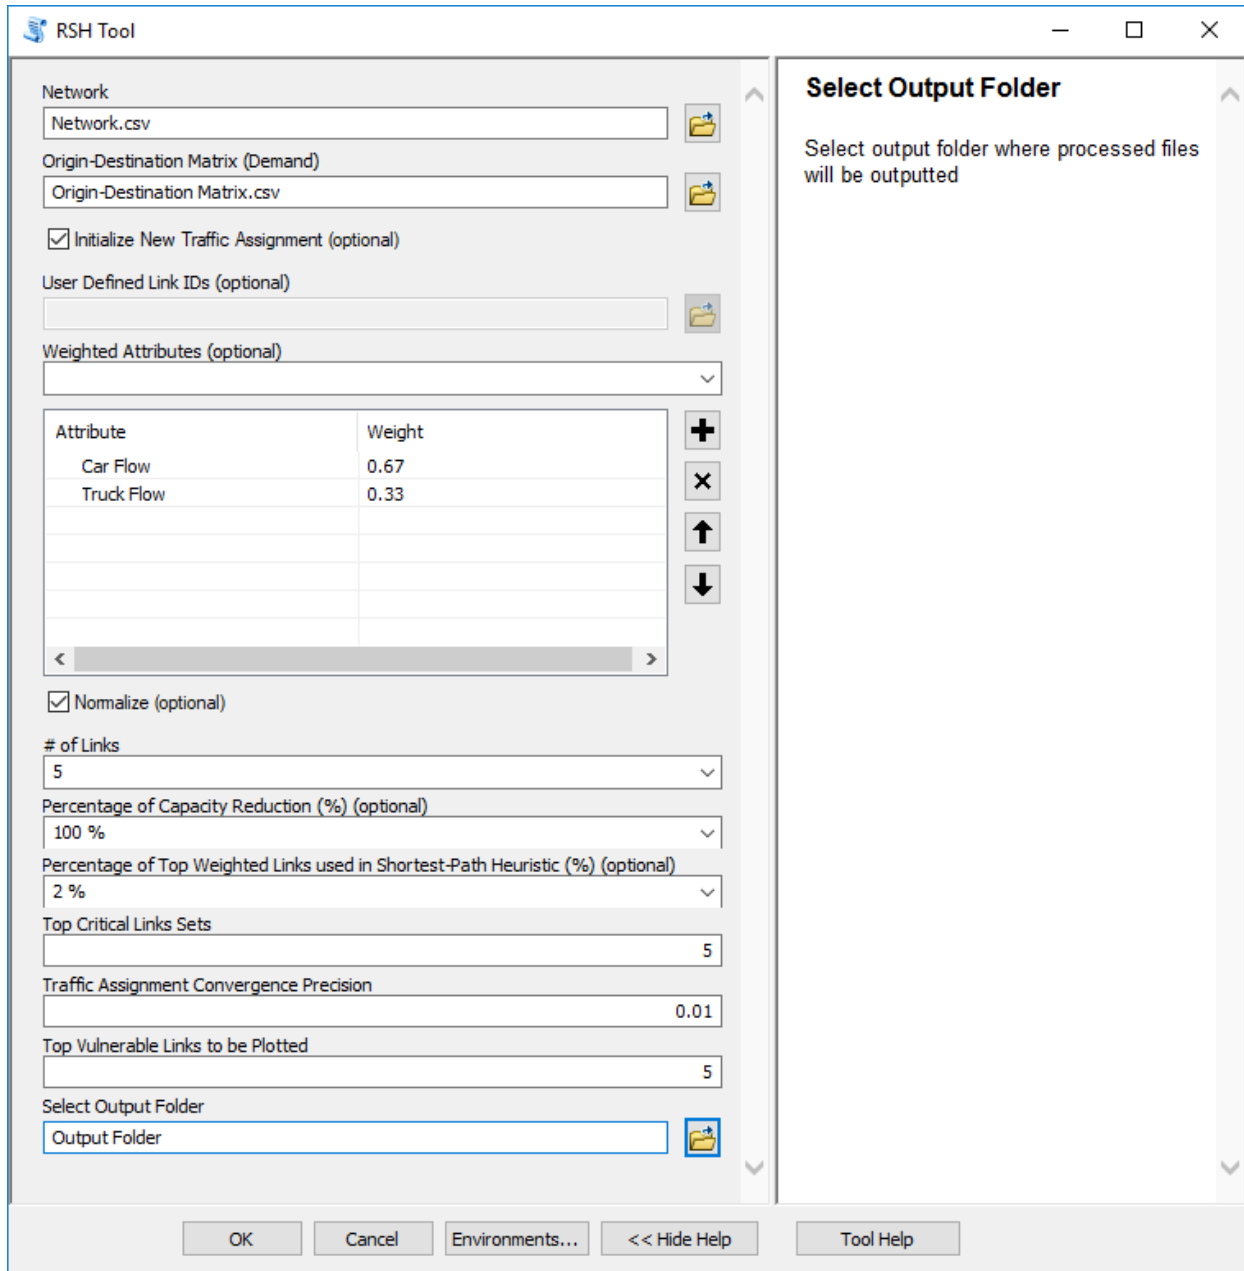 RSH Tool
Network
Network.csv
Origin-Destination Matrix (Demand)
Origin-Destination Matrix.csv
Initialize New Traffic Assignment (optional)
User Defined Link IDs (optional)
Weighted Attributes (optional)
Attribute Weight
Car Flow 0.67
Truck Flow 0.33
Normalize (optional)
# of Links
5
Percentage of Capacity Reduction (%) (optional)
100 %
Percentage of Top Weighted Links used in Shortest-Path Heuristic (%) (optional)
2 %
Top Critical Links Sets
5
Traffic Assignment Convergence Precision
0.01
Top Vulnerable Links to be Plotted
5
Select Output Folder
Output Folder
Select Output Folder
Select output folder where processed files
will be outputted
OK Cancel Environments... << Hide Help Tool Help